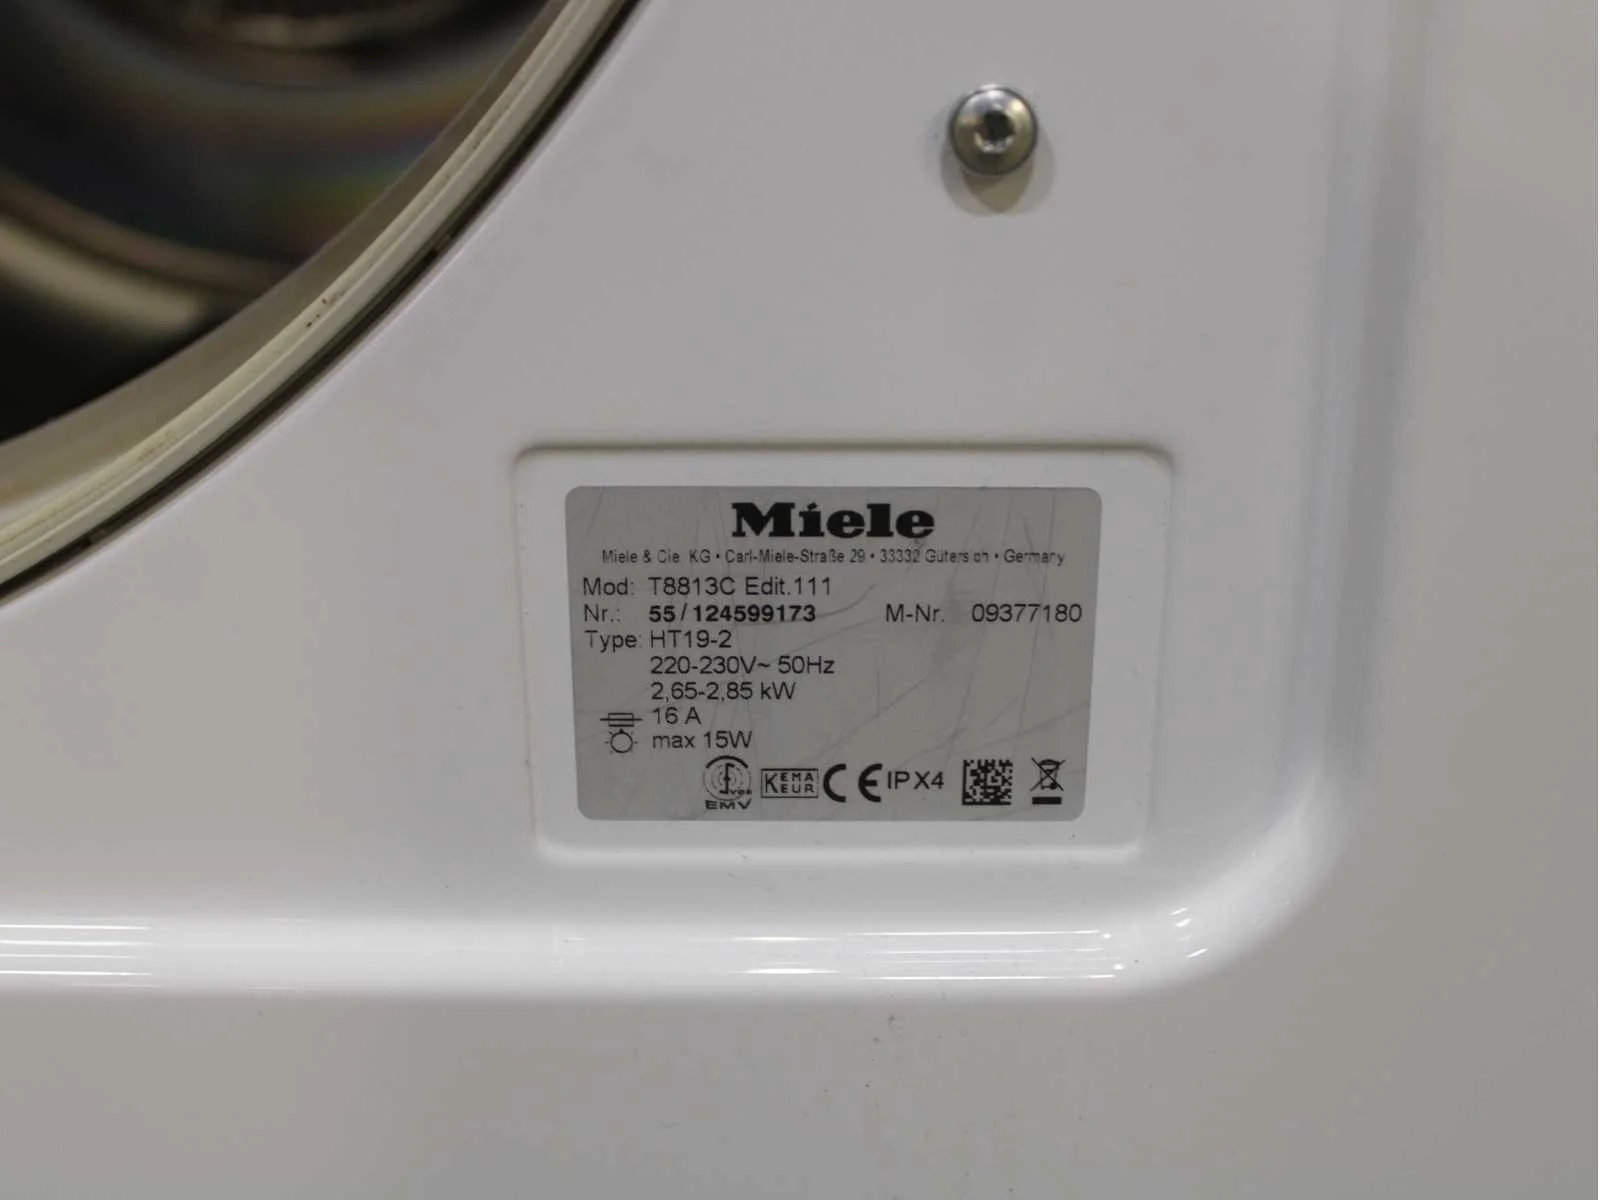 Miele
Miele & Cie. KG • Carl-Miele-Straße 29 • 33332 Gütersloh • Germany
Mod: T8813C Edit.111
Nr.: 55/124599173 M-Nr. 09377180
Type: HT19-2
220-230V~ 50Hz
2,65-2,85 kW
16 A
max 15W
VDE
EMV
KEMA
KEUR
CE IPX4